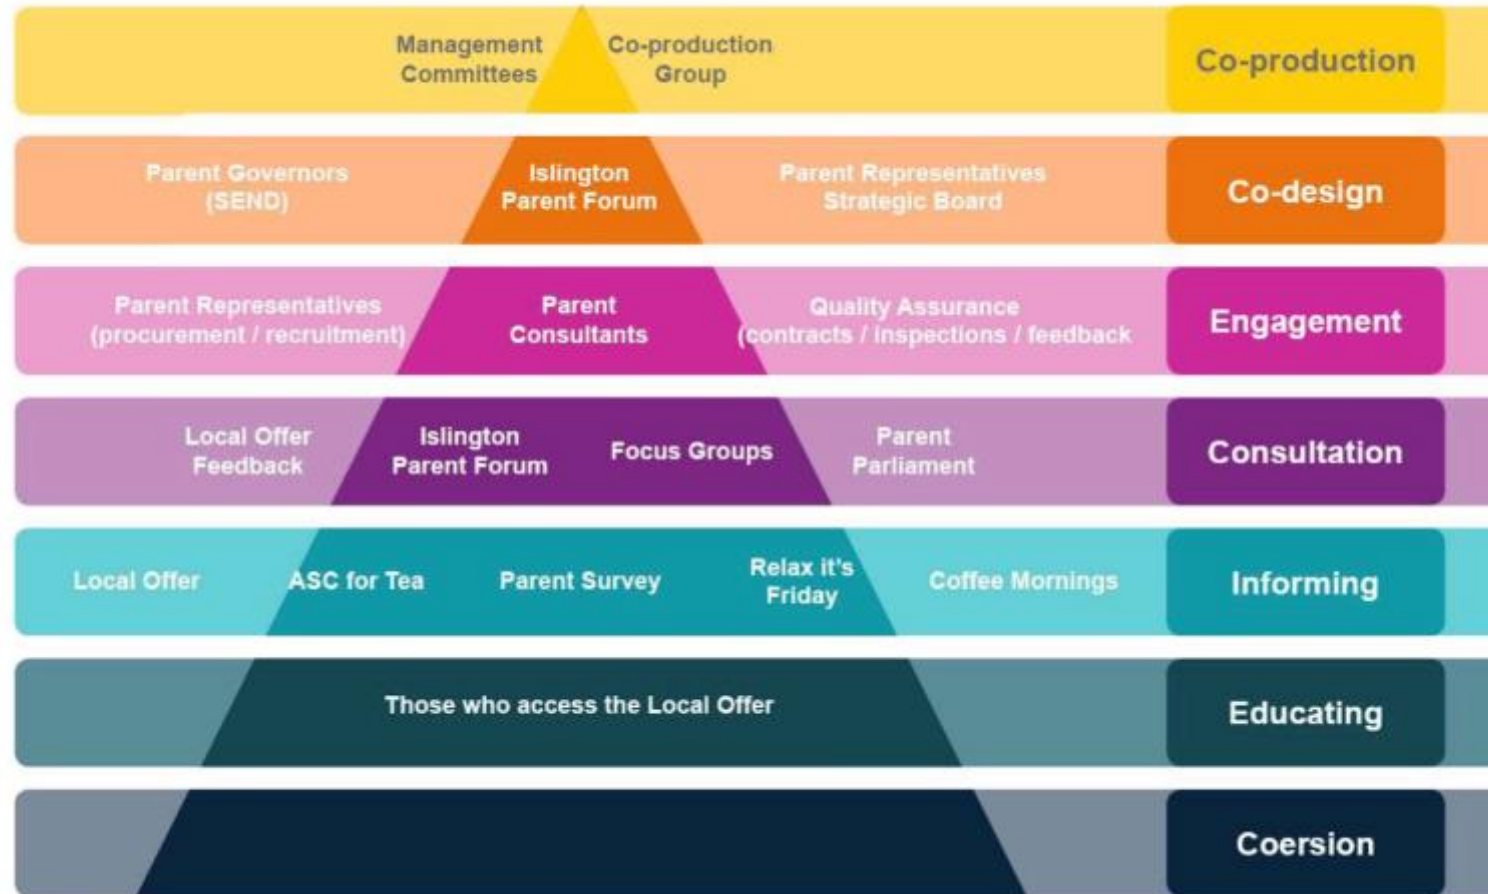 Management
Committees
Co-production
Group
Co-production
Parent Governors
(SEND)
Islington
Parent Forum
Parent Representatives
Strategic Board
Co-design
Parent Representatives
(procurement / recruitment)
Parent
Consultants
Quality Assurance
(contracts / inspections / feedback
Engagement
Local Offer
Feedback
Islington
Parent Forum
Focus Groups
Parent
Parliament
Consultation
Local Offer
ASC for Tea
Parent Survey
Relax it's
Friday
Coffee Mornings
Informing
Those who access the Local Offer
Educating
Coersion